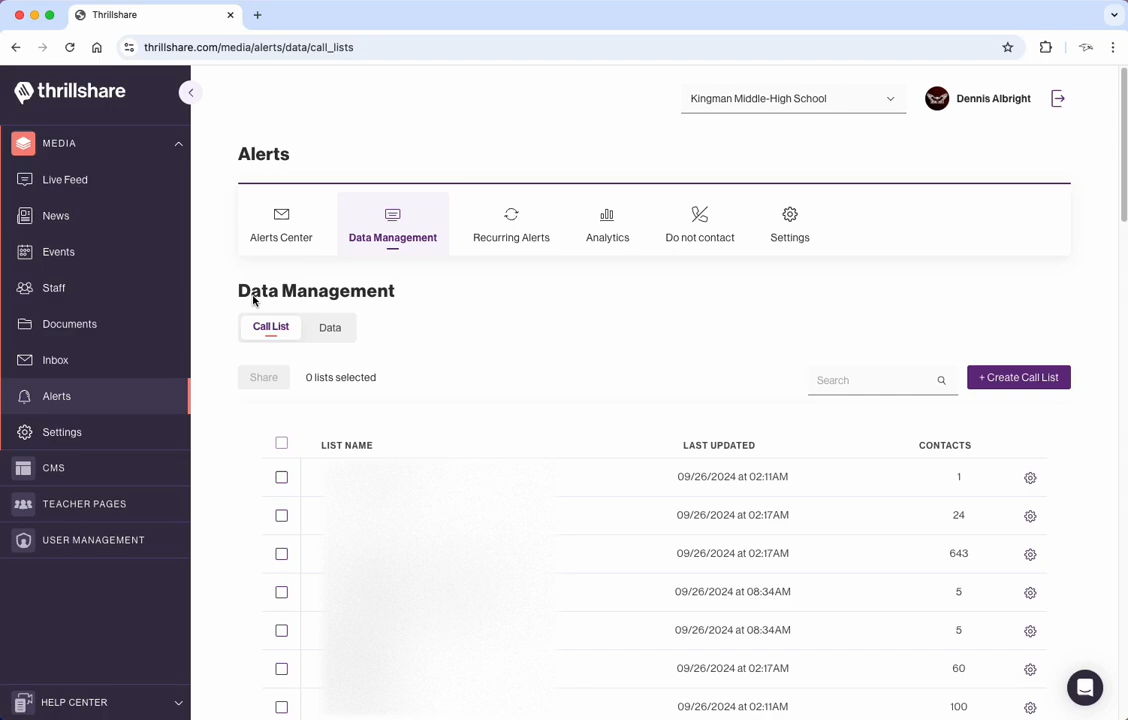 Thrillshare
thrillshare.com/media/alerts/data/call_lists
thrillshare
Kingman Middle-High School
Dennis Albright
MEDIA
Live Feed
News
Events
Staff
Documents
Inbox
Alerts
Settings
CMS
TEACHER PAGES
USER MANAGEMENT
HELP CENTER
Alerts
Alerts Center
Data Management
Recurring Alerts
Analytics
Do not contact
Settings
Data Management
Call List
Data
Share
0 lists selected
Search
+ Create Call List
LIST NAME LAST UPDATED CONTACTS
09/26/2024 at 02:11AM 1
09/26/2024 at 02:17AM 24
09/26/2024 at 02:17AM 643
09/26/2024 at 08:34AM 5
09/26/2024 at 08:34AM 5
09/26/2024 at 02:17AM 60
09/26/2024 at 02:11AM 100